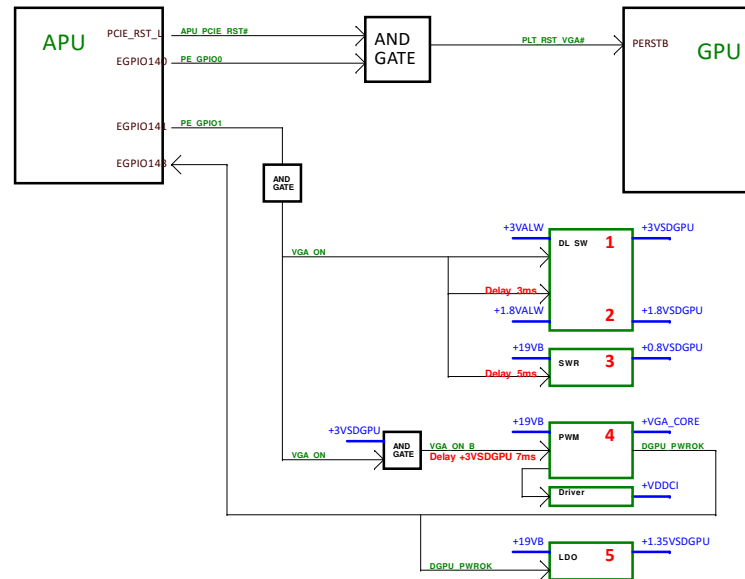 APU
PCIE_RST_L
APU_PCIE_RST#
AND
GATE
PLT_RST_VGA#
PERSTB
GPU
EGPIO140
PE_GPIO0
EGPIO141
PE_GPIO1
EGPIO143
AND
GATE
VGA_ON
+3VALW
DL SW
1
+3VSDGPU
Delay 3ms
+1.8VALW
2
+1.8VSDGPU
+19VB
SWR
3
+0.8VSDGPU
Delay 5ms
+3VSDGPU
AND
GATE
VGA_ON
VGA_ON_B
Delay +3VSDGPU 7ms
+19VB
PWM
4
+VGA_CORE
DGPU_PWROK
Driver
+VDDCI
+19VB
LDO
5
+1.35VSDGPU
DGPU_PWROK